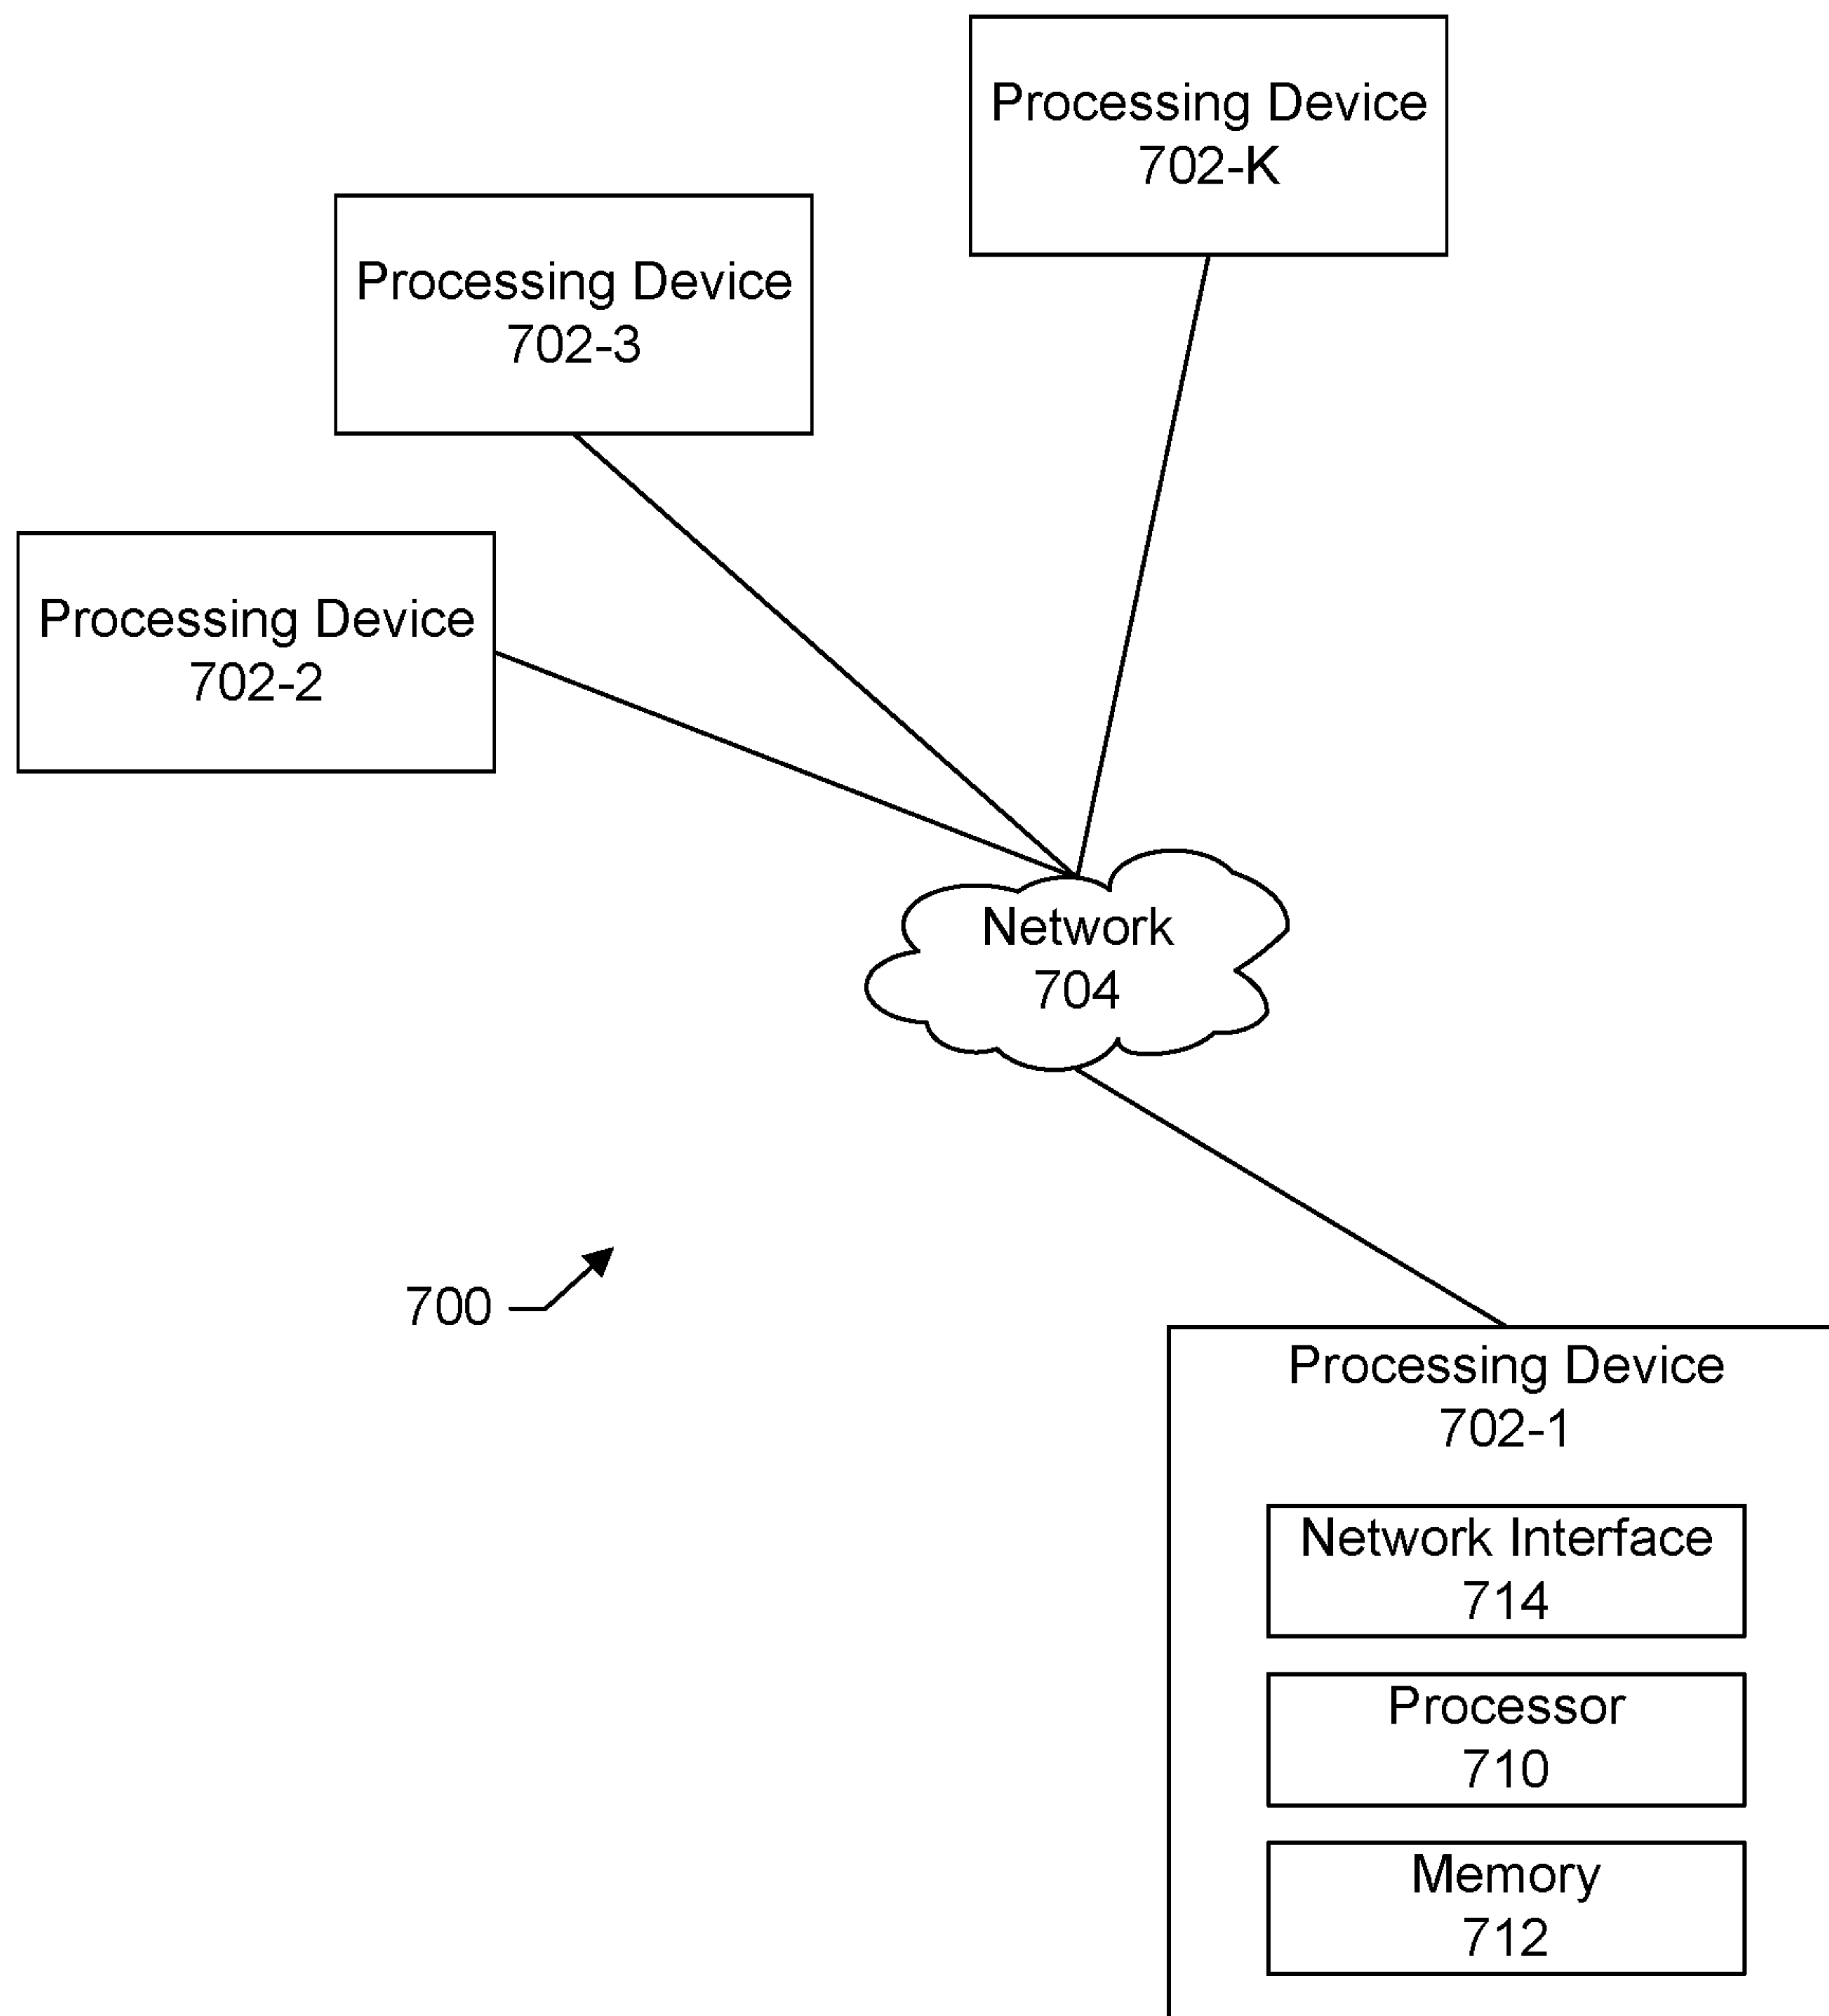 Processing Device
702-K
Processing Device
702-3
Processing Device
702-2
Network
704
700
Processing Device
702-1
Network Interface
714
Processor
710
Memory
712